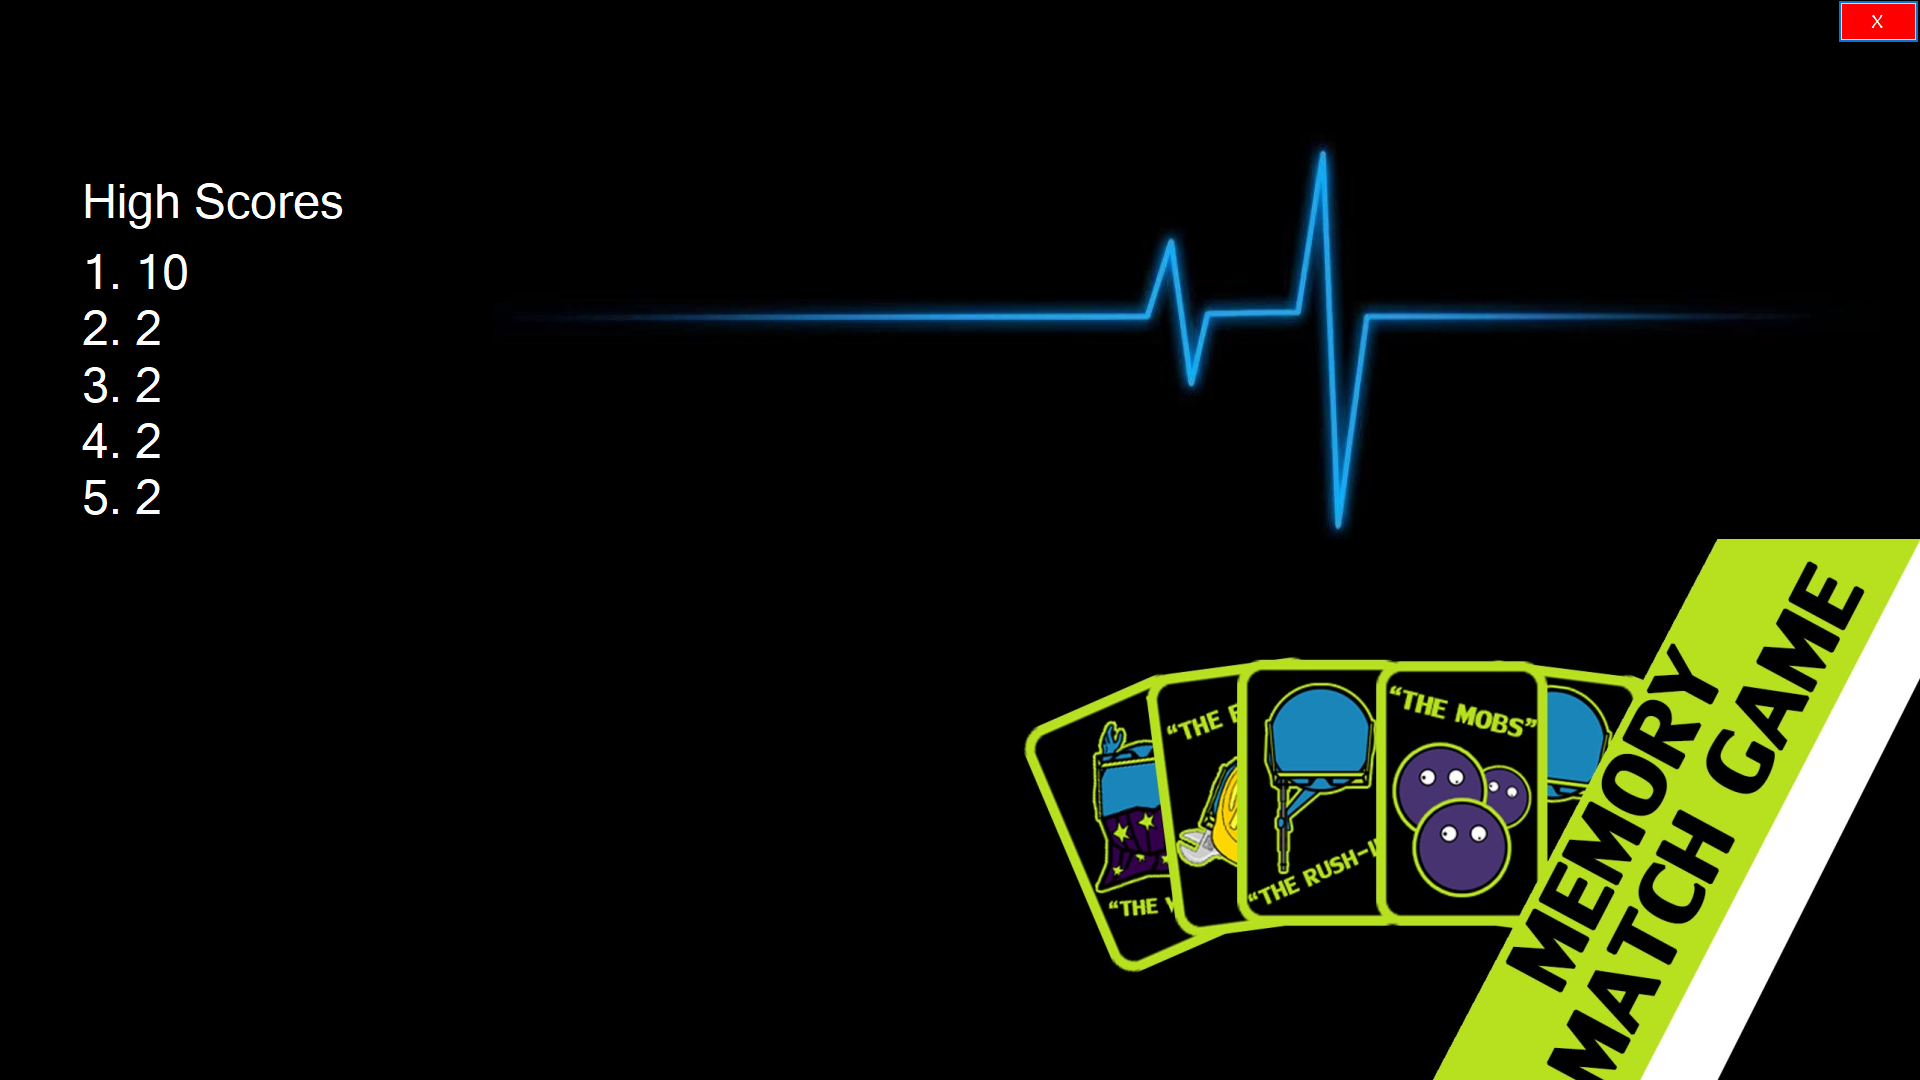 X
High Scores
1. 10
2. 2
3. 2
4. 2
5. 2
"THE
"THE
"THE RUSH-
"THE MOBS"
MEMORY
MATCH GAME